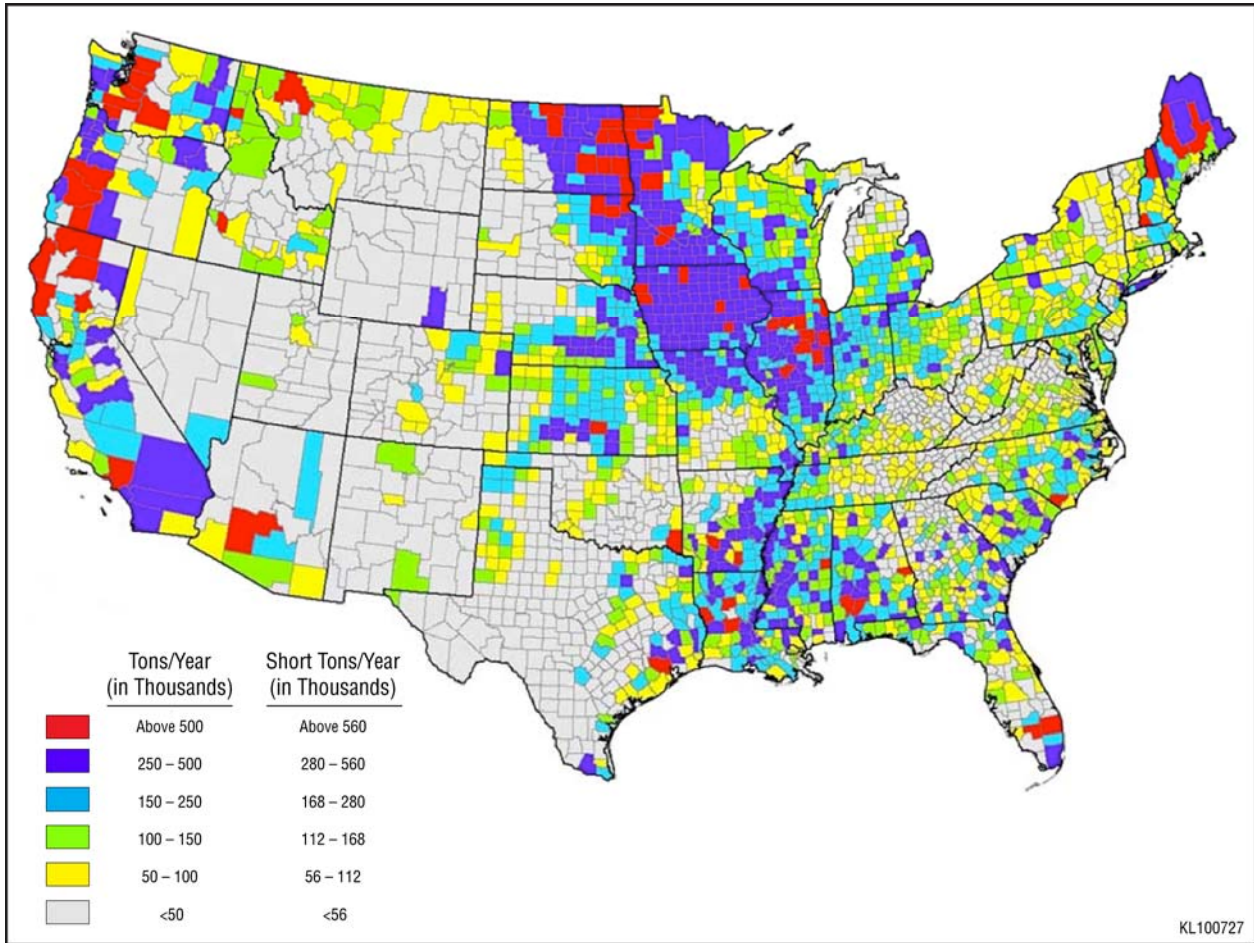 Tons/Year Short Tons/Year
(in Thousands) (in Thousands)
Above 500 Above 560
250 – 500 280 – 560
150 – 250 168 – 280
100 – 150 112 – 168
50 – 100 56 – 112
<50 <56
KL100727